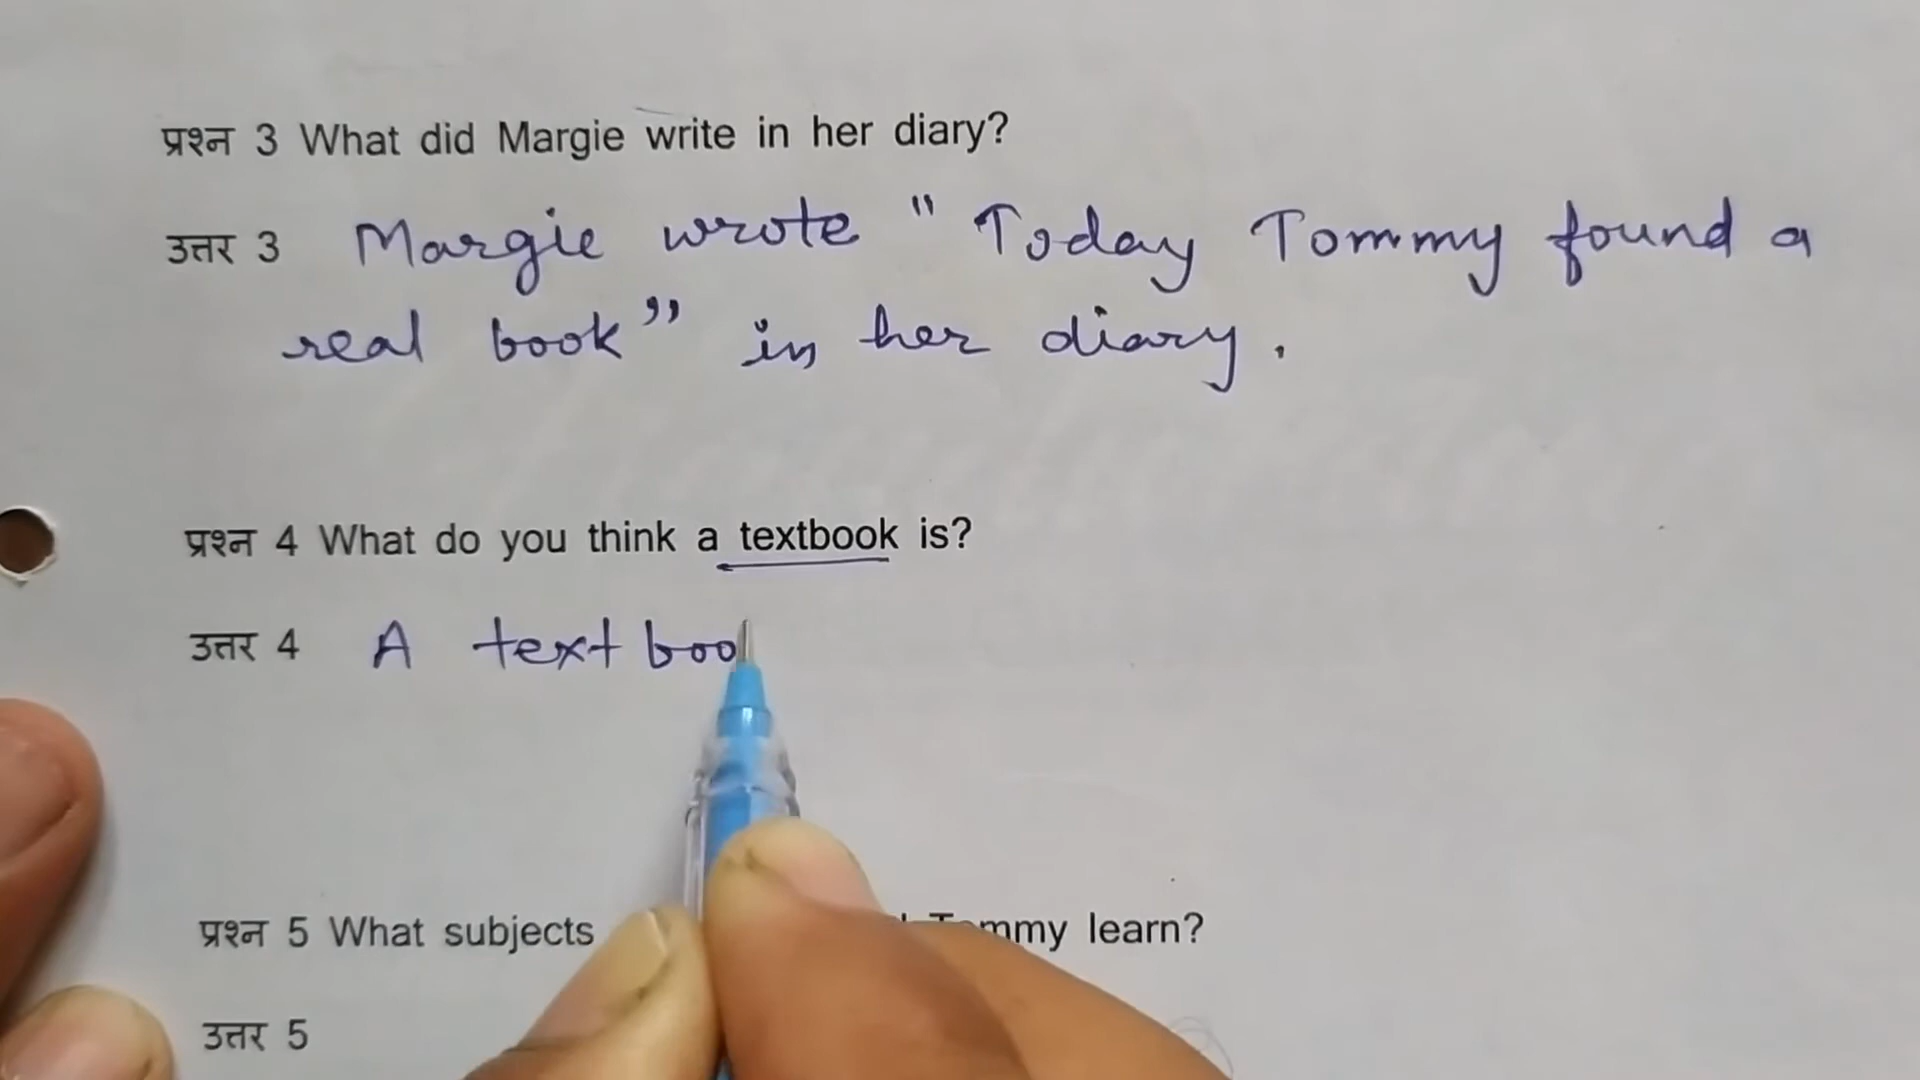 प्रश्न 3 What did Margie write in her diary?
उत्तर 3 Margie wrote " Today Tommy found a
real book" in her diary.
प्रश्न 4 What do you think a textbook is?
उत्तर 4 A text boo
प्रश्न 5 What subjects learn?
उत्तर 5